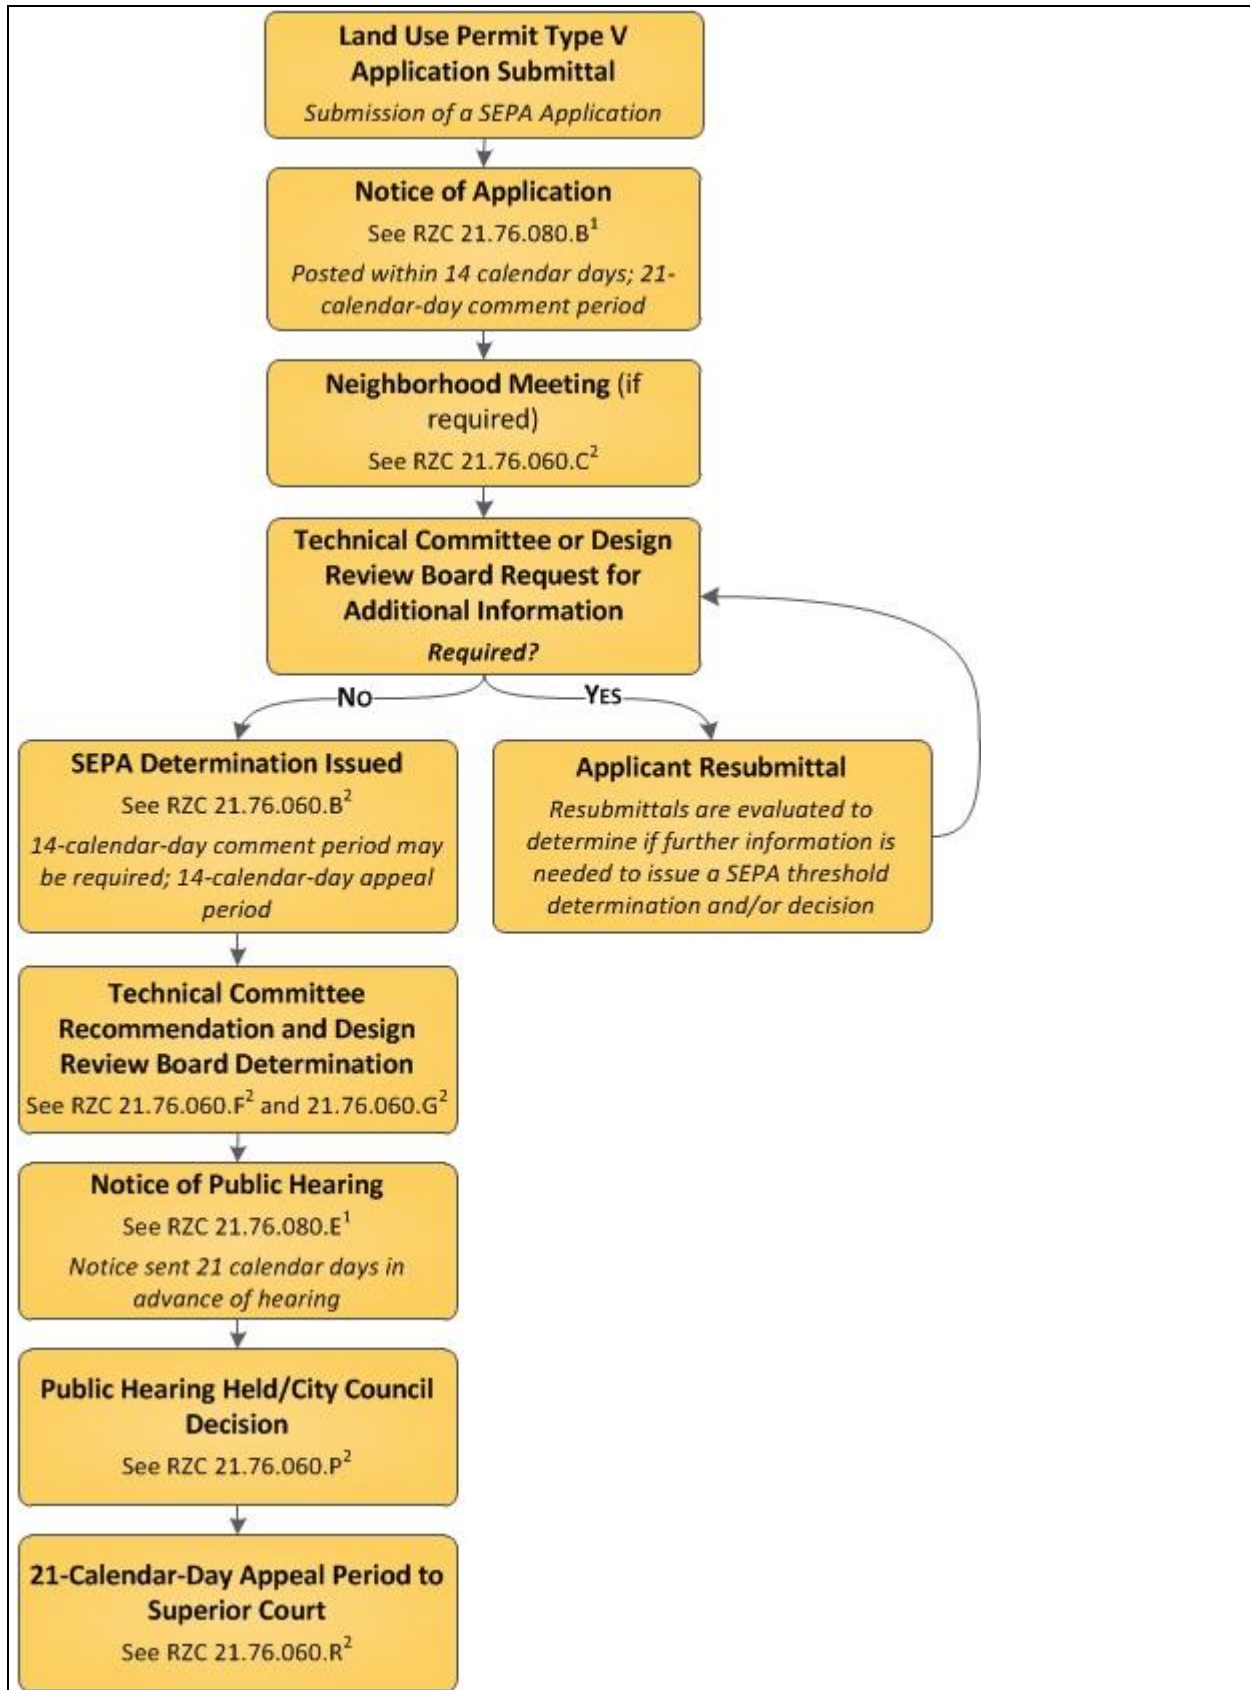 Land Use Permit Type V
Application Submittal
Submission of a SEPA Application
Notice of Application
See RZC 21.76.080.B¹
Posted within 14 calendar days; 21-
calendar-day comment period
Neighborhood Meeting (if
required)
See RZC 21.76.060.C²
Technical Committee or Design
Review Board Request for
Additional Information
Required?
No
Yes
SEPA Determination Issued
See RZC 21.76.060.B²
14-calendar-day comment period may
be required; 14-calendar-day appeal
period
Applicant Resubmittal
Resubmittals are evaluated to
determine if further information is
needed to issue a SEPA threshold
determination and/or decision
Technical Committee
Recommendation and Design
Review Board Determination
See RZC 21.76.060.F² and 21.76.060.G²
Notice of Public Hearing
See RZC 21.76.080.E¹
Notice sent 21 calendar days in
advance of hearing
Public Hearing Held/City Council
Decision
See RZC 21.76.060.P²
21-Calendar-Day Appeal Period to
Superior Court
See RZC 21.76.060.R²